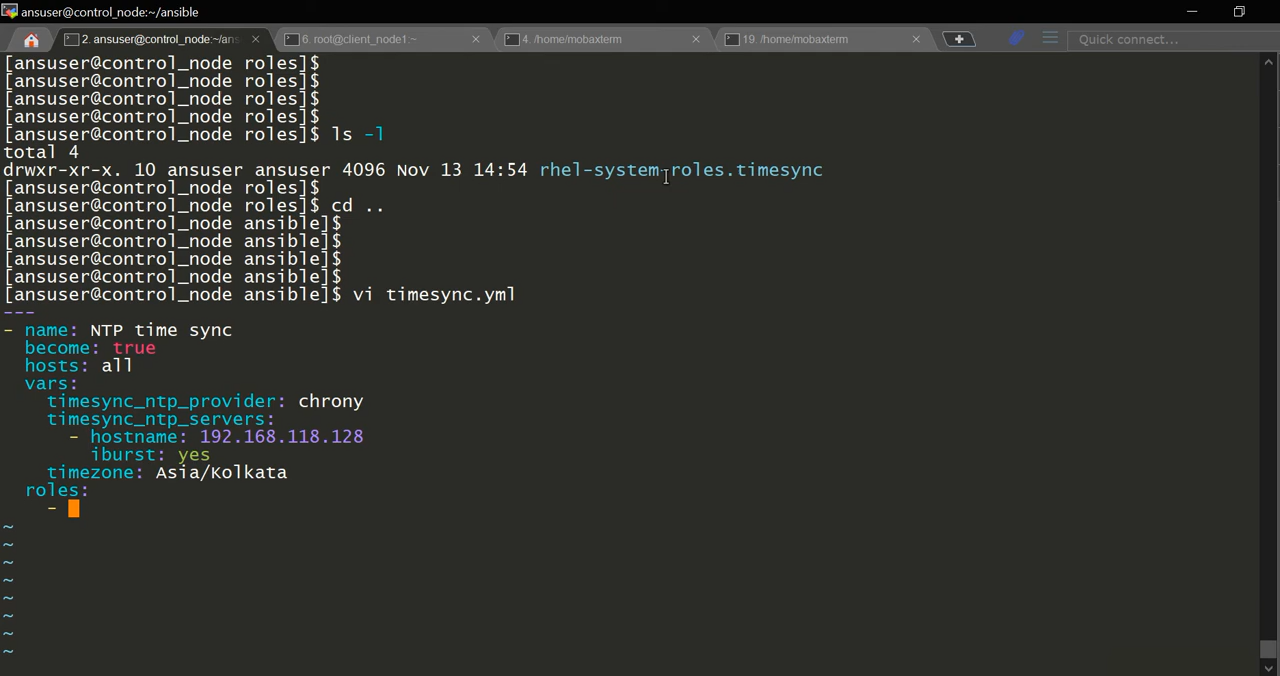 ansuser@control_node:~/ansible
2. ansuser@control_node:~/ans
6. root@client_node1:~
4. /home/mobaxterm
19. /home/mobaxterm
Quick connect...
[ansuser@control_node roles]$
[ansuser@control_node roles]$
[ansuser@control_node roles]$
[ansuser@control_node roles]$
[ansuser@control_node roles]$ ls -l
total 4
drwxr-xr-x. 10 ansuser ansuser 4096 Nov 13 14:54 rhel-system-roles.timesync
[ansuser@control_node roles]$
[ansuser@control_node roles]$ cd ..
[ansuser@control_node ansible]$
[ansuser@control_node ansible]$
[ansuser@control_node ansible]$
[ansuser@control_node ansible]$
[ansuser@control_node ansible]$ vi timesync.yml
---
- name: NTP time sync
  become: true
  hosts: all
  vars:
    timesync_ntp_provider: chrony
    timesync_ntp_servers:
      - hostname: 192.168.118.128
        iburst: yes
    timezone: Asia/Kolkata
  roles:
    -
~
~
~
~
~
~
~
~